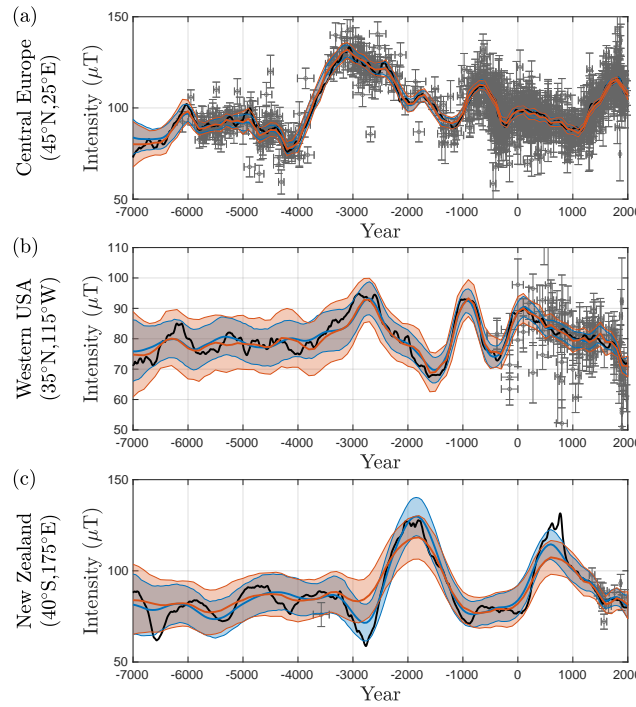 (a)
Central Europe
(45°N,25°E)
Intensity (μT)
150
100
50
-7000 -6000 -5000 -4000 -3000 -2000 -1000 0 1000 2000
Year
(b)
Western USA
(35°N,115°W)
Intensity (μT)
110
100
90
80
70
60
50
-7000 -6000 -5000 -4000 -3000 -2000 -1000 0 1000 2000
Year
(c)
New Zealand
(40°S,175°E)
Intensity (μT)
150
100
50
-7000 -6000 -5000 -4000 -3000 -2000 -1000 0 1000 2000
Year